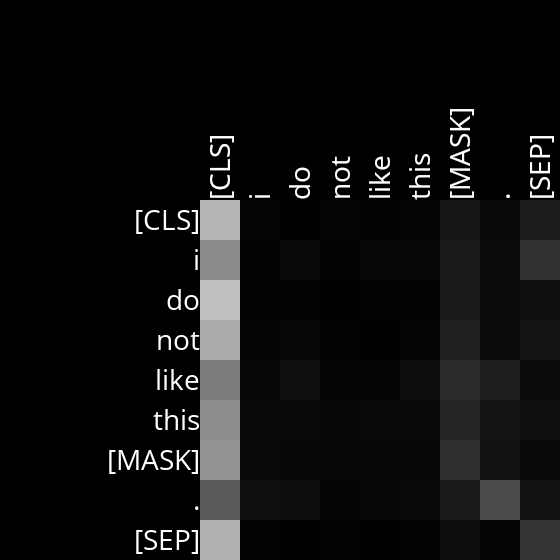 [CLS] i do not like this [MASK] . [SEP]
[CLS]
i
do
not
like
this
[MASK]
.
[SEP]